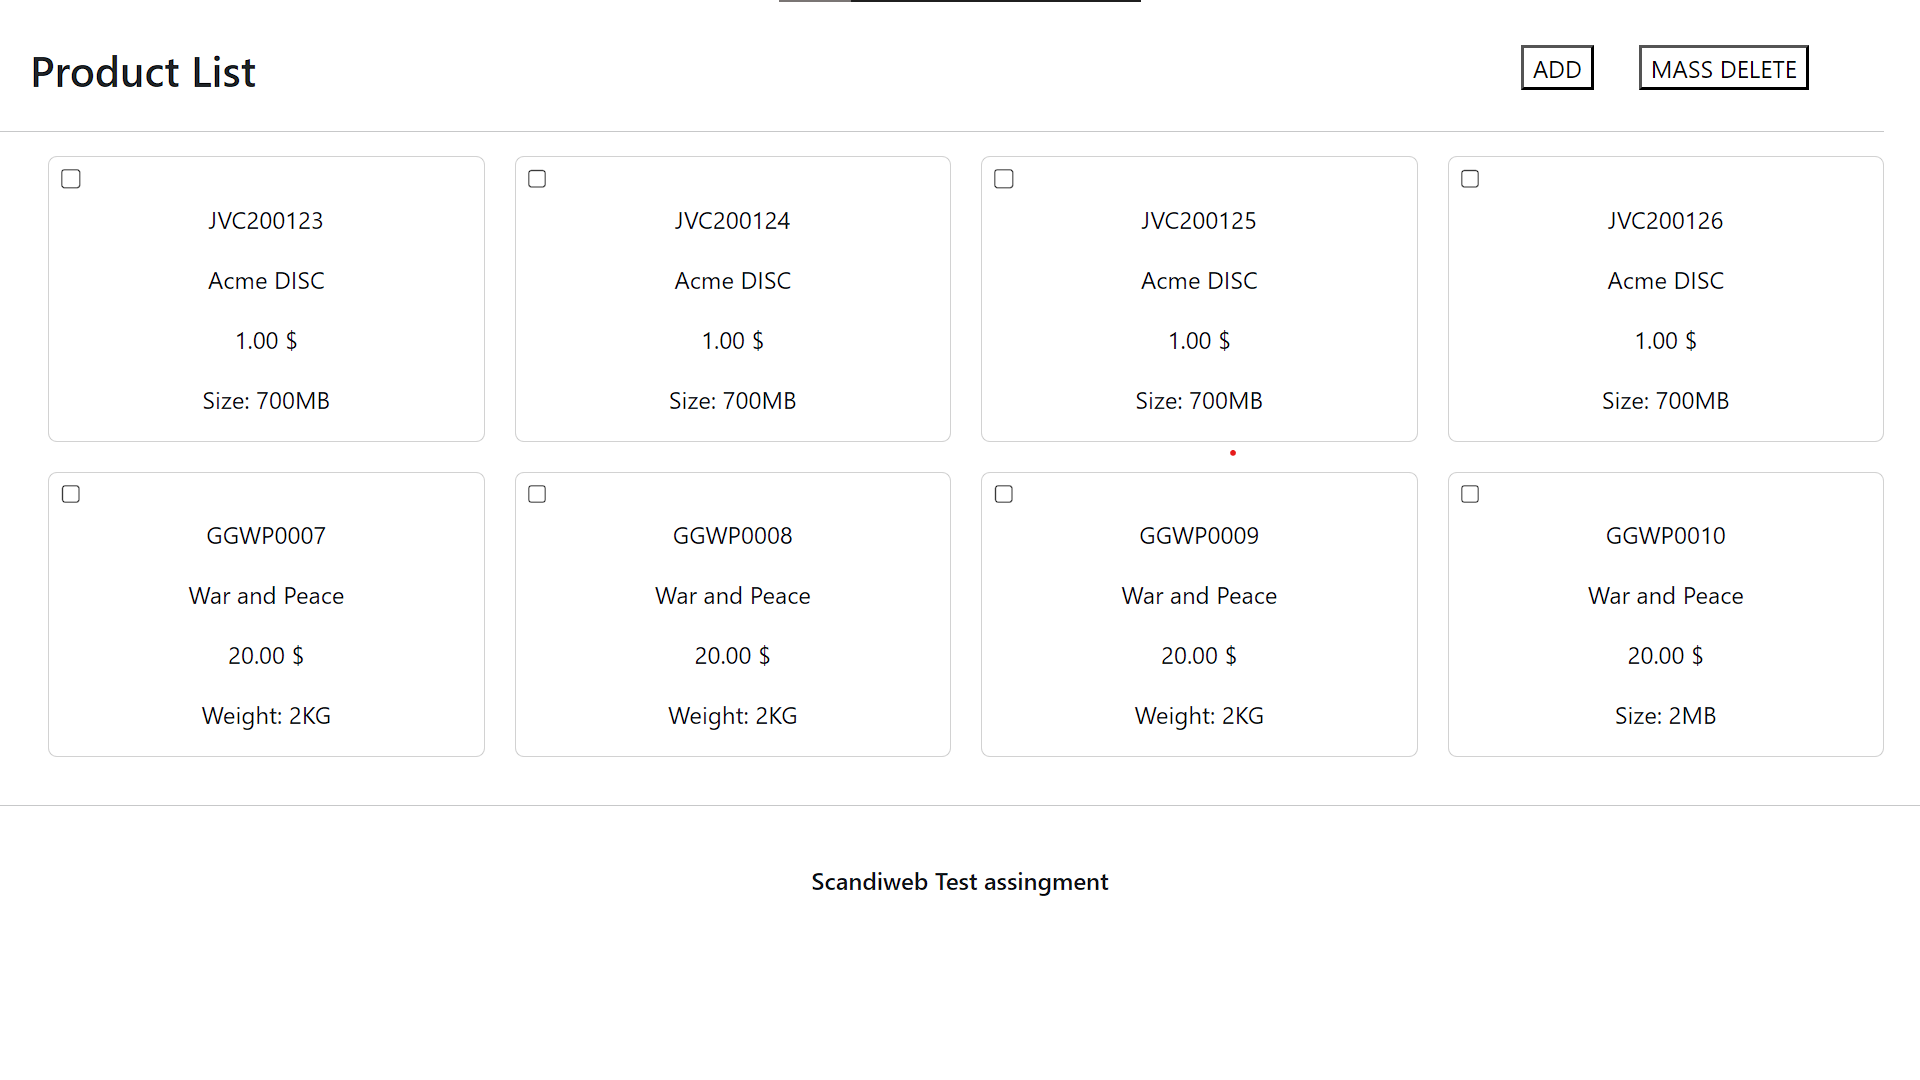 Product List
ADD
MASS DELETE
JVC200123
Acme DISC
1.00 $
Size: 700MB
JVC200124
Acme DISC
1.00 $
Size: 700MB
JVC200125
Acme DISC
1.00 $
Size: 700MB
JVC200126
Acme DISC
1.00 $
Size: 700MB
GGWP0007
War and Peace
20.00 $
Weight: 2KG
GGWP0008
War and Peace
20.00 $
Weight: 2KG
GGWP0009
War and Peace
20.00 $
Weight: 2KG
GGWP0010
War and Peace
20.00 $
Size: 2MB
Scandiweb Test assingment